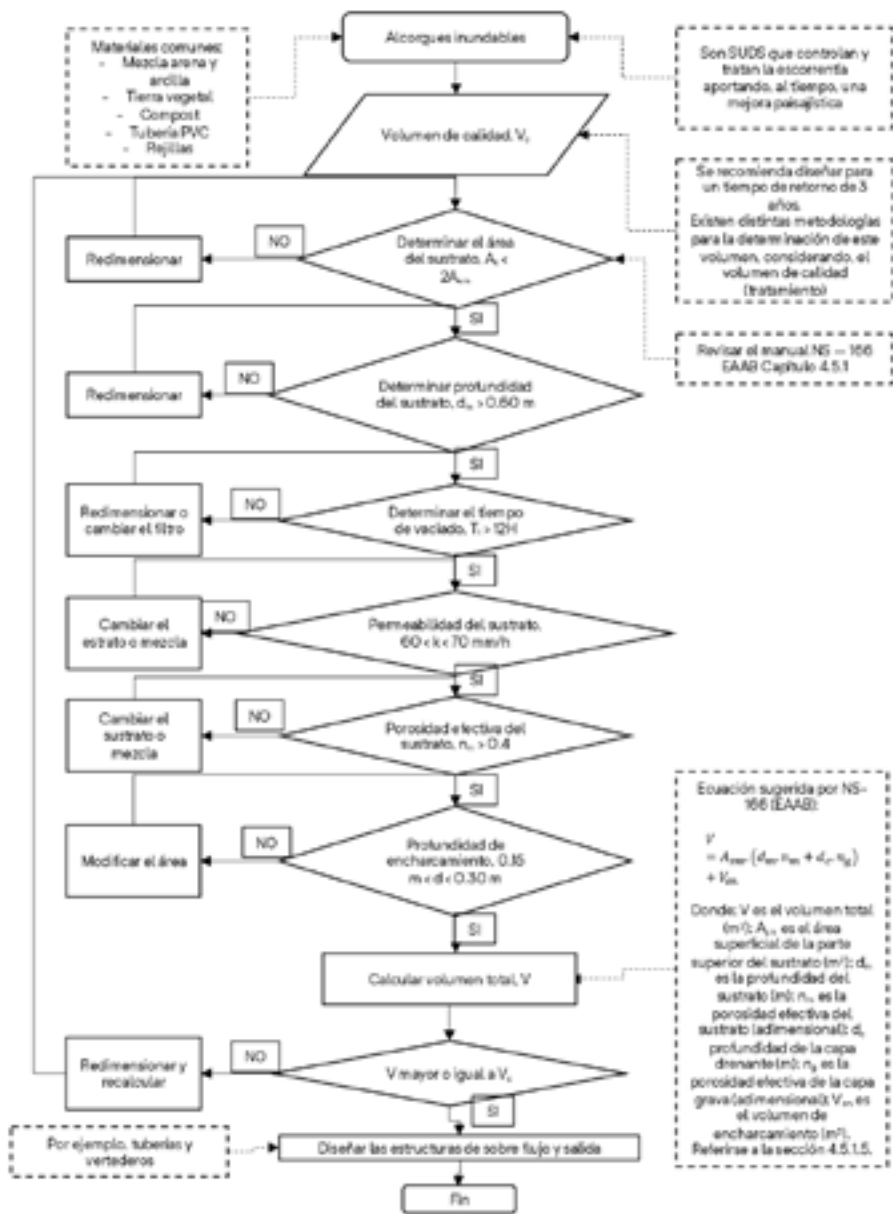 Materiales comunes:
- Mezcla arena y
arcilla
- Tierra vegetal
- Compost
- Tubería PVC
- Rejillas
Alcorques inundables
Son SUDS que controlan y
tratan la escorrentía
aportando, al tiempo, una
mejora paisajística
Volumen de calidad, V
Se recomienda diseñar para
un tiempo de retorno de 3
años.
Existen distintas metodologías
para la determinación de este
volumen, considerando, el
volumen de calidad
(tratamiento)
NO
Redimensionar
Determinar el área
del sustrato, A <
2A
SI
Revisar el manual NS – 166
EAAB Capítulo 4.5.1
NO
Redimensionar
Determinar profundidad
del sustrato, d > 0.60 m
SI
NO
Redimensionar o
cambiar el filtro
Determinar el tiempo
de vaciado, T > 12H
SI
NO
Cambiar el
estrato o mezcla
Permeabilidad del sustrato,
60 < k < 70 mm/h
SI
NO
Cambiar el
sustrato o
mezcla
Porosidad efectiva del
sustrato, n > 0.4
SI
NO
Modificar el área
Profundidad de
encharcamiento, 0.15
m < d < 0.30 m
SI
Ecuación sugerida por NS-
166 (EAAB):
V
= A (d n + d n)
+ V
Donde: V es el volumen total
(m³); A es el área
superficial de la parte
superior del sustrato (m²); d
es la profundidad del
sustrato (m); n es la
porosidad efectiva del
sustrato (adimensional); d
profundidad de la capa
drenante (m); n es la
porosidad efectiva de la capa
grava (adimensional); V es
el volumen de
encharcamiento (m³).
Referirse a la sección 4.5.1.5.
Calcular volumen total, V
NO
Redimensionar y
recalcular
V mayor o igual a V
SI
Por ejemplo, tuberías y
vertederos
Diseñar las estructuras de sobre flujo y salida
Fin